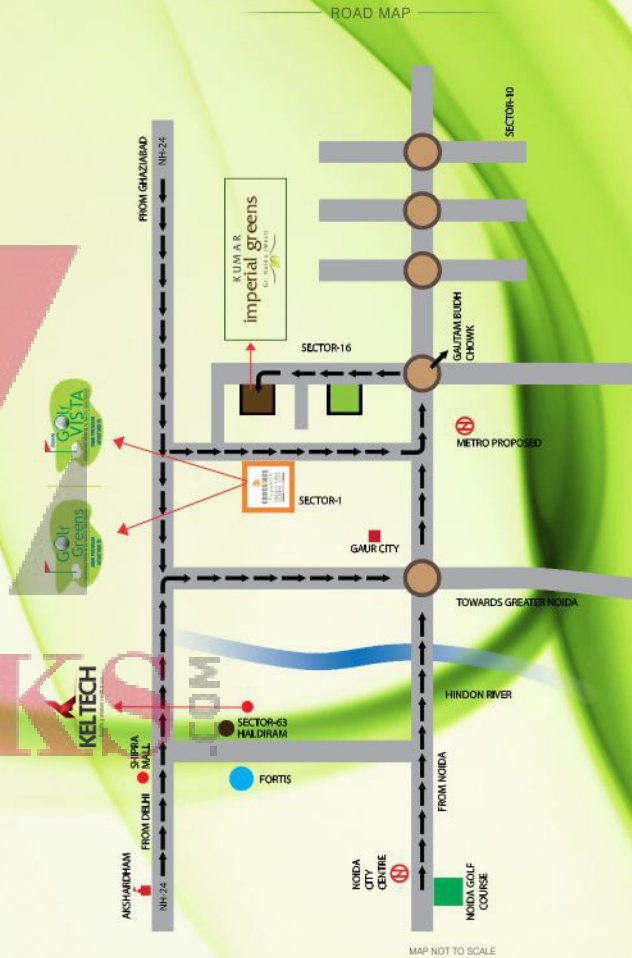 ROAD MAP
SECTOR-10
FROM GHAZIABAD
NH-24
KUMAR
imperial greens
Gr. Noida (West)
SECTOR-16
GAUTAM BUDH
CHOWK
Golf
VISTA
METRO PROPOSED
SECTOR-1
Golf
Greens
GAUR CITY
TOWARDS GREATER NOIDA
KS
.COM
KELTECH
HINDON RIVER
SECTOR-63
HALDIRAM
SHIPRA
MALL
FORTIS
FROM DELHI
FROM NOIDA
AKSHARDHAM
NH-24
NOIDA
CITY
CENTRE
NOIDA GOLF
COURSE
MAP NOT TO SCALE